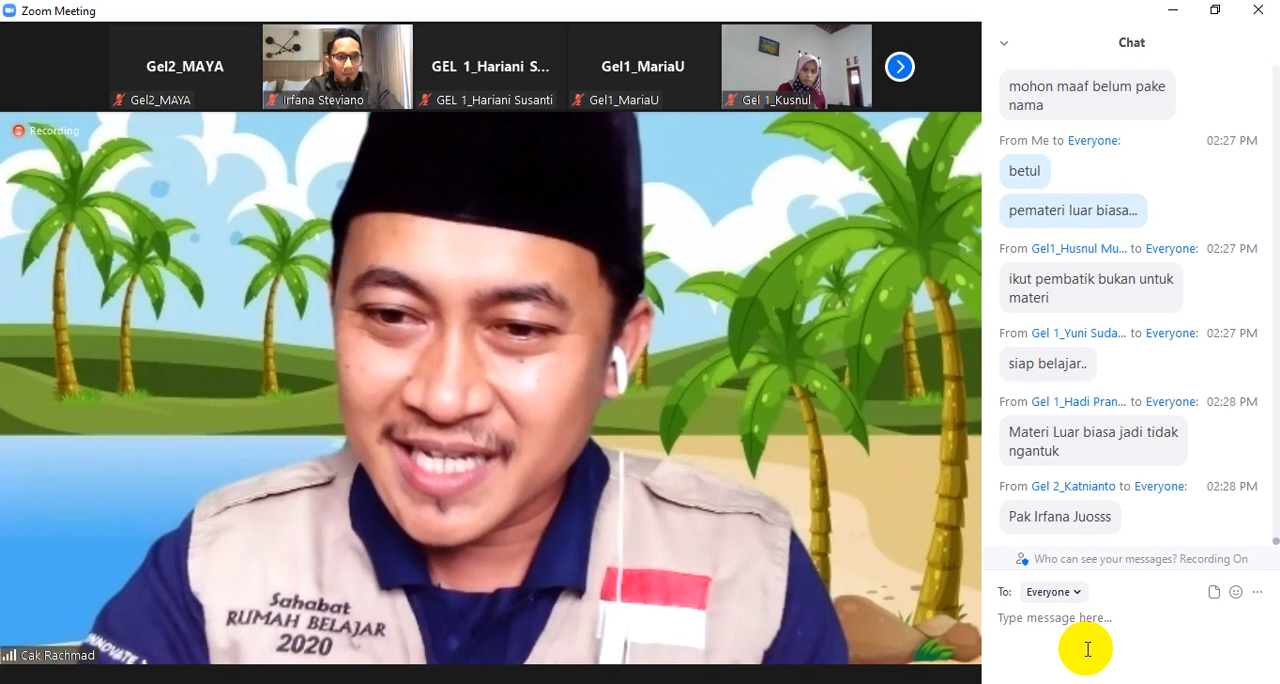 Zoom Meeting
Gel2_MAYA
GEL 1_Hariani S...
Gel1_MariaU
Gel2_MAYA
Irfana Steviano
GEL 1_Hariani Susanti
Gel1_MariaU
Gel 1_Kusnul
Recording
Sahabat
RUMAH BELAJAR
2020
INNOVATE
Cak Rachmad
Chat
mohon maaf belum pake
nama
From Me to Everyone: 02:27 PM
betul
pemateri luar biasa...
From Gel1_Husnul Mu... to Everyone: 02:27 PM
ikut pembatik bukan untuk
materi
From Gel 1_Yuni Suda... to Everyone: 02:27 PM
siap belajar..
From Gel 1_Hadi Pran... to Everyone: 02:28 PM
Materi Luar biasa jadi tidak
ngantuk
From Gel 2_Katnianto to Everyone: 02:28 PM
Pak Irfana Juosss
Who can see your messages? Recording On
To: Everyone
Type message here...